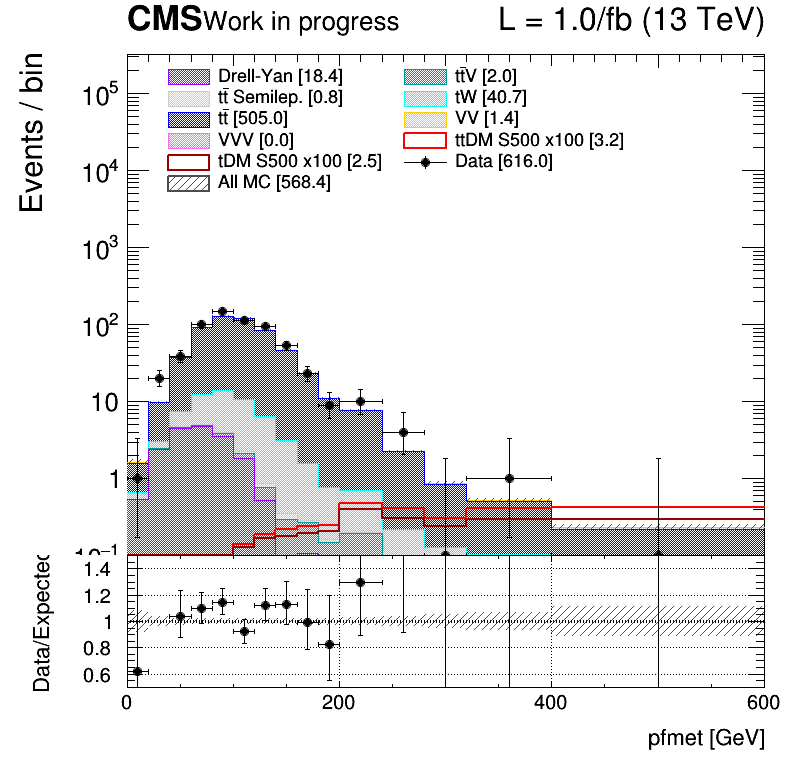 CMS Work in progress L = 1.0/fb (13 TeV)
Events / bin
Drell-Yan [18.4] tt̄V [2.0]
tt̄ Semilep. [0.8] tW [40.7]
tt̄ [505.0] VV [1.4]
VVV [0.0] ttDM S500 x100 [3.2]
tDM S500 x100 [2.5] Data [616.0]
All MC [568.4]
10⁵
10⁴
10³
10²
10
1
10⁻¹
Data/Expected
1.4
1.2
1
0.8
0.6
0 200 400 600
pfmet [GeV]